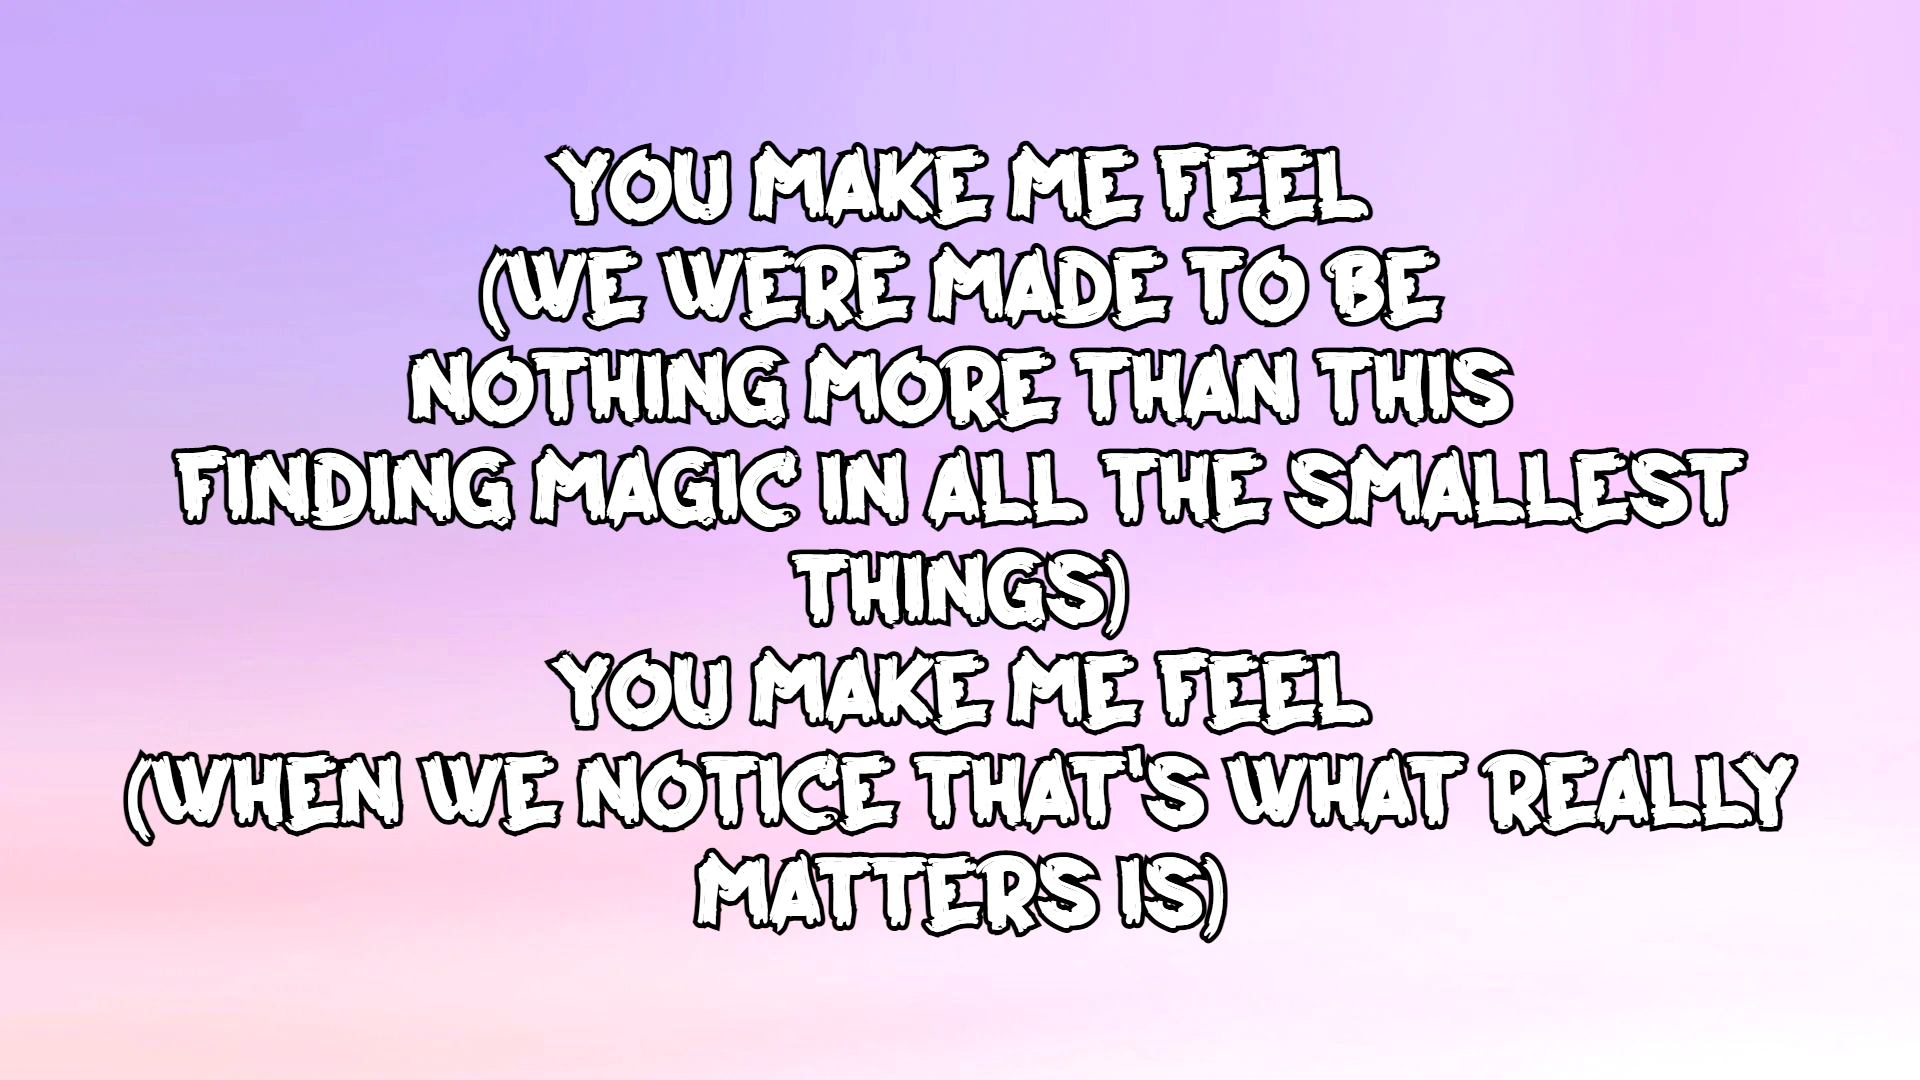 YOU MAKE ME FEEL
(WE WERE MADE TO BE
NOTHING MORE THAN THIS
FINDING MAGIC IN ALL THE SMALLEST
THINGS)
YOU MAKE ME FEEL
(WHEN WE NOTICE THAT'S WHAT REALLY
MATTERS IS)